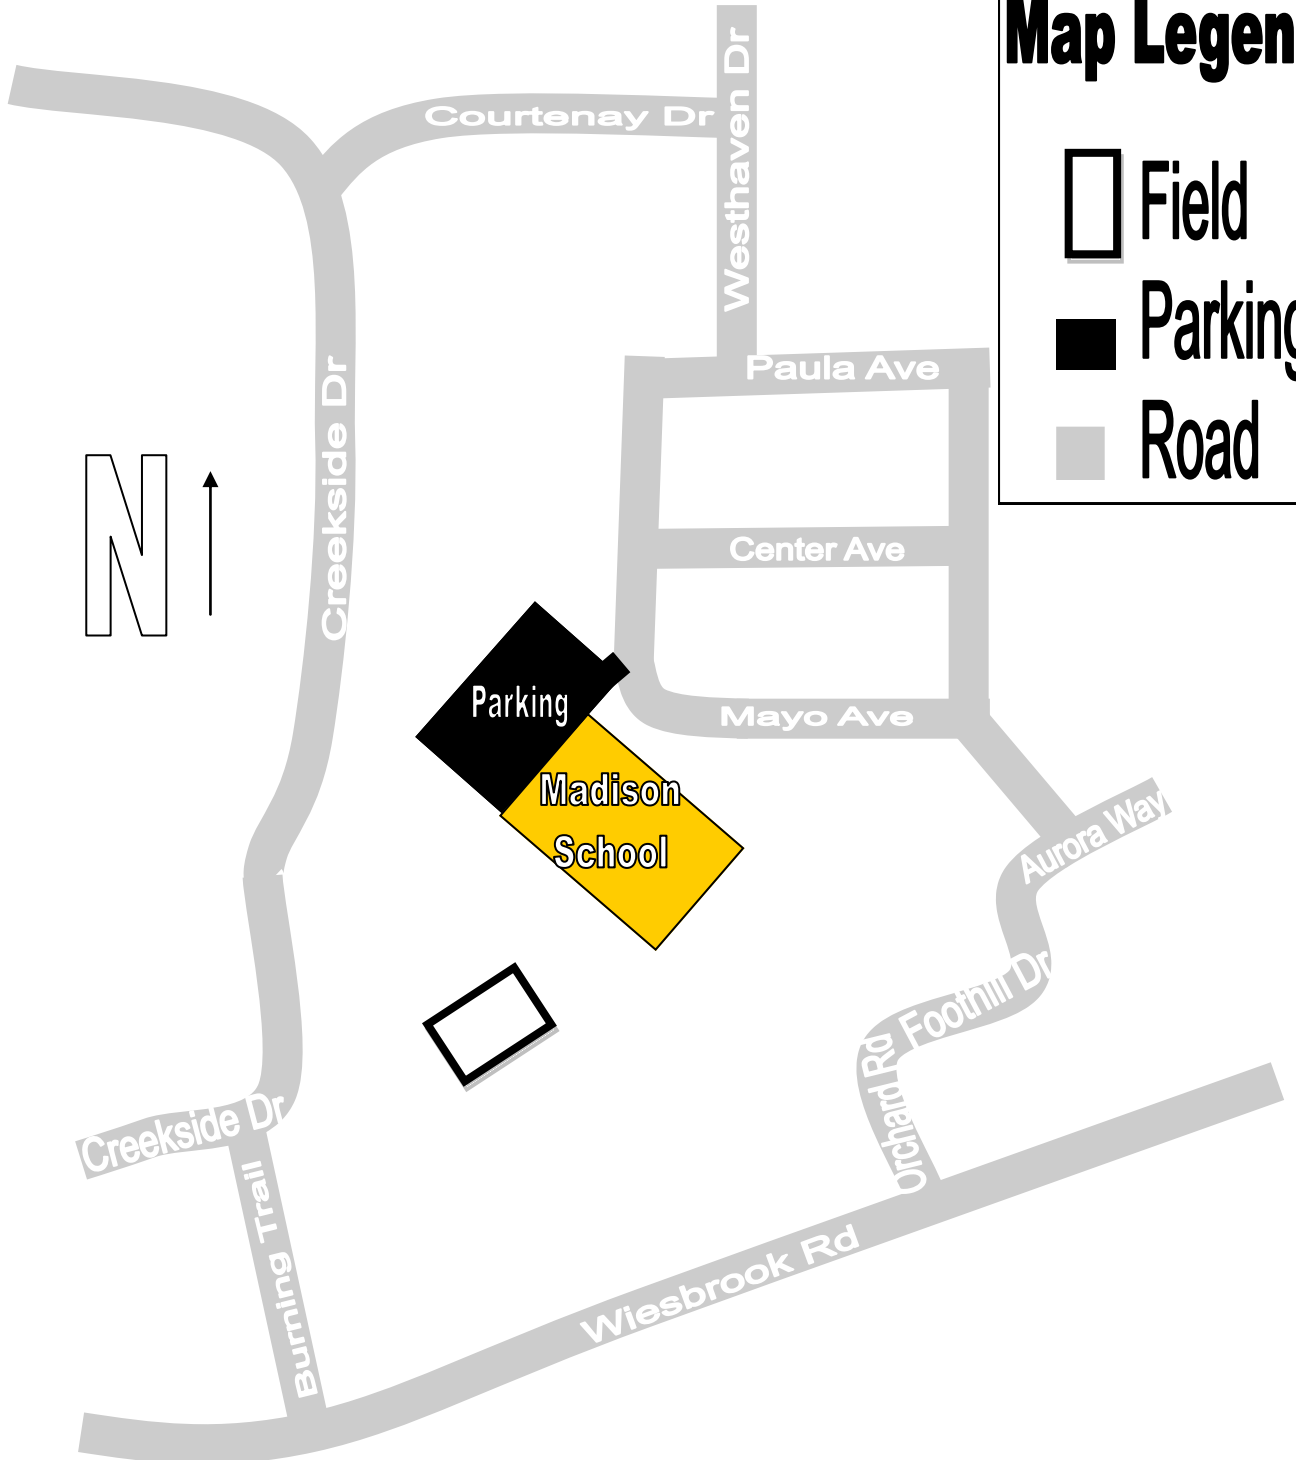 Map Legen
Field
Parking
Road
Courtenay Dr
Westhaven Dr
Paula Ave
Creekside Dr
N
Center Ave
Parking
Mayo Ave
Madison
School
Aurora Way
Foothill Dr
Orchard Rd
Creekside Dr
Burning Trail
Wiesbrook Rd